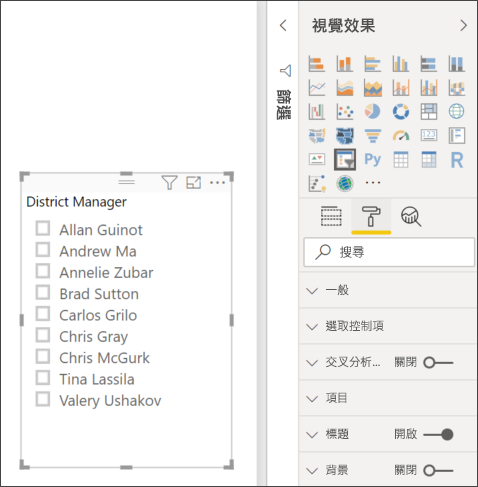 District Manager
Allan Guinot
Andrew Ma
Annelie Zubar
Brad Sutton
Carlos Grilo
Chris Gray
Chris McGurk
Tina Lassila
Valery Ushakov
篩選
視覺效果
123
Py
R
搜尋
一般
選取控制項
交叉分析... 關閉
項目
標題 開啟
背景 關閉